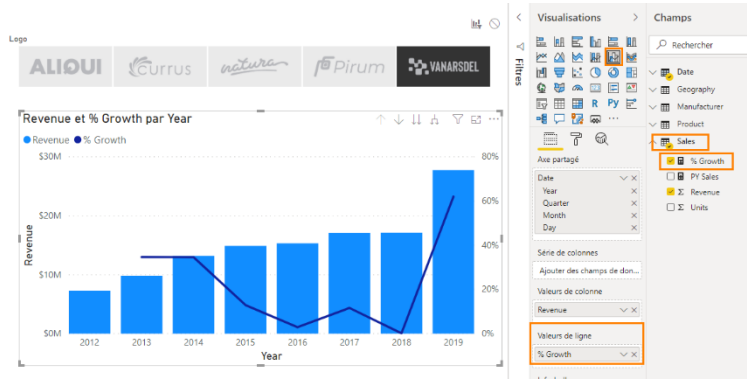 Logo
ALIQUI
Currus
natura
Pirum
VANARSDEL
Revenue et % Growth par Year
Revenue % Growth
$30M
$20M
$10M
$0M
Revenue
80%
60%
40%
20%
0%
2012 2013 2014 2015 2016 2017 2018 2019
Year
Filtres
Visualisations
R Py
Axe partagé
Date
Year
Quarter
Month
Day
Série de colonnes
Ajouter des champs de don...
Valeurs de colonne
Revenue
Valeurs de ligne
% Growth
Champs
Rechercher
Date
Geography
Manufacturer
Product
Sales
% Growth
PY Sales
Σ Revenue
Σ Units